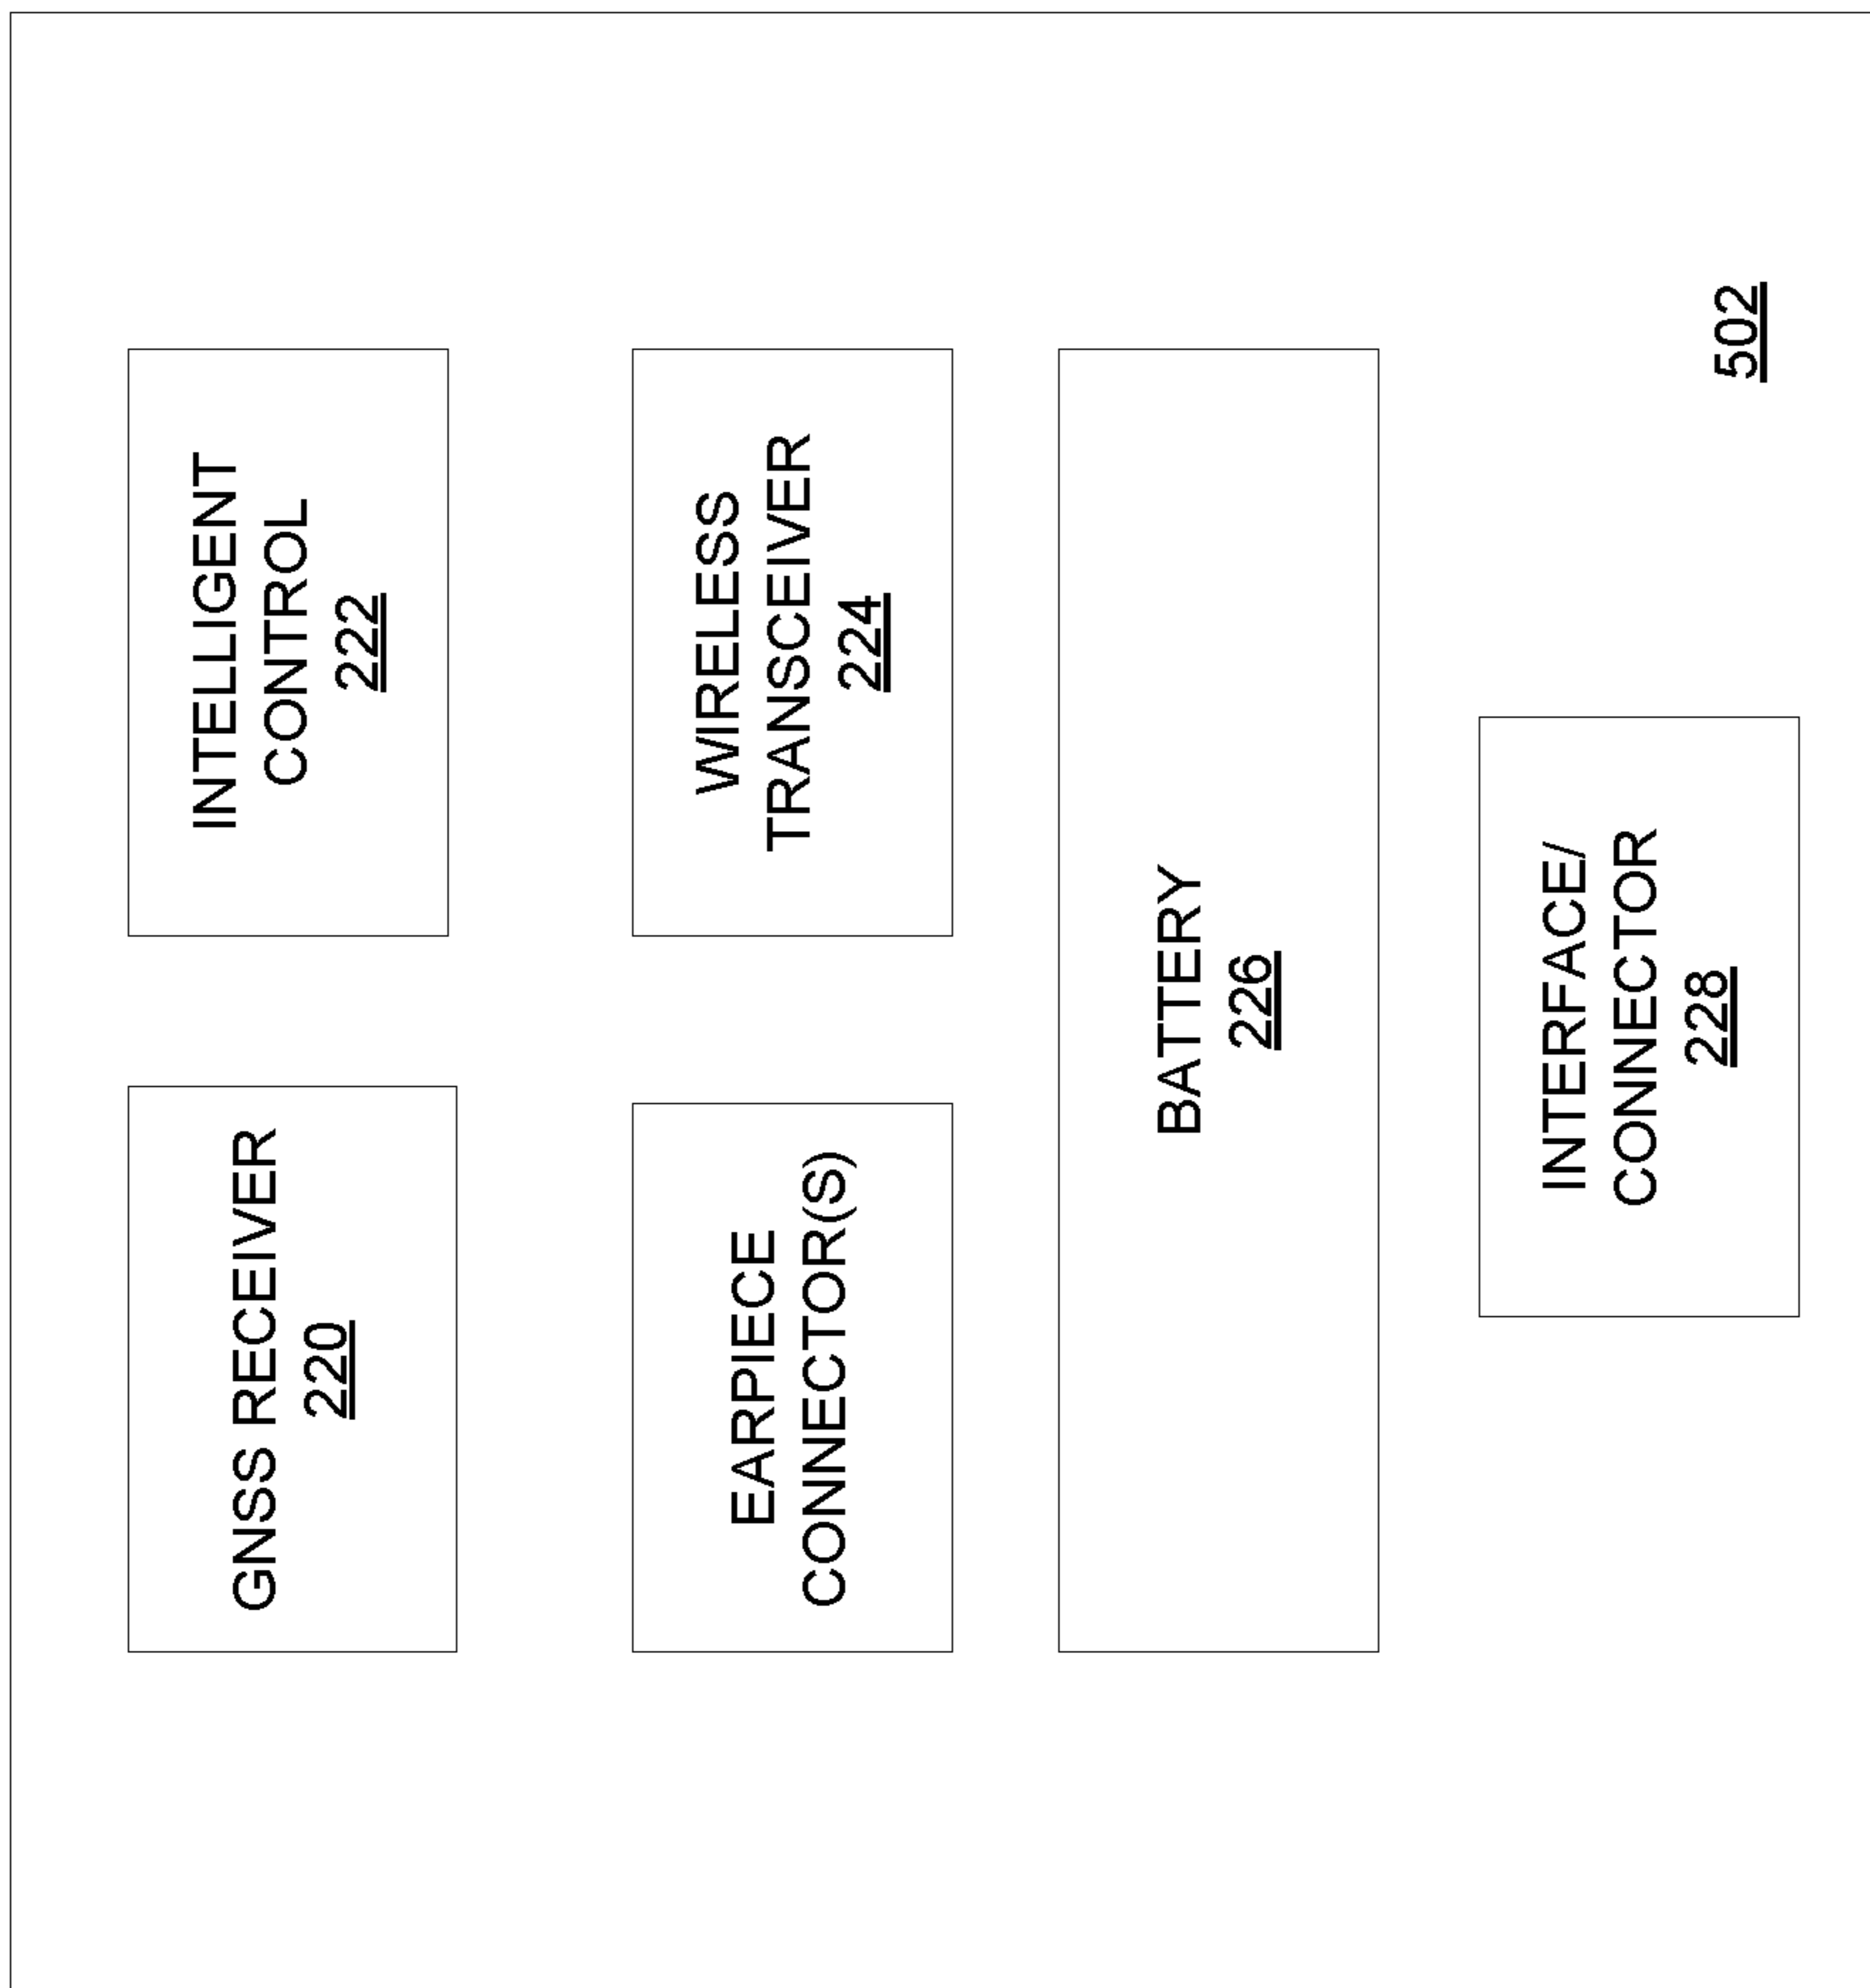 GNSS RECEIVER
220
INTELLIGENT
CONTROL
222
EARPIECE
CONNECTOR(S)
WIRELESS
TRANSCEIVER
224
BATTERY
226
INTERFACE/
CONNECTOR
228
502